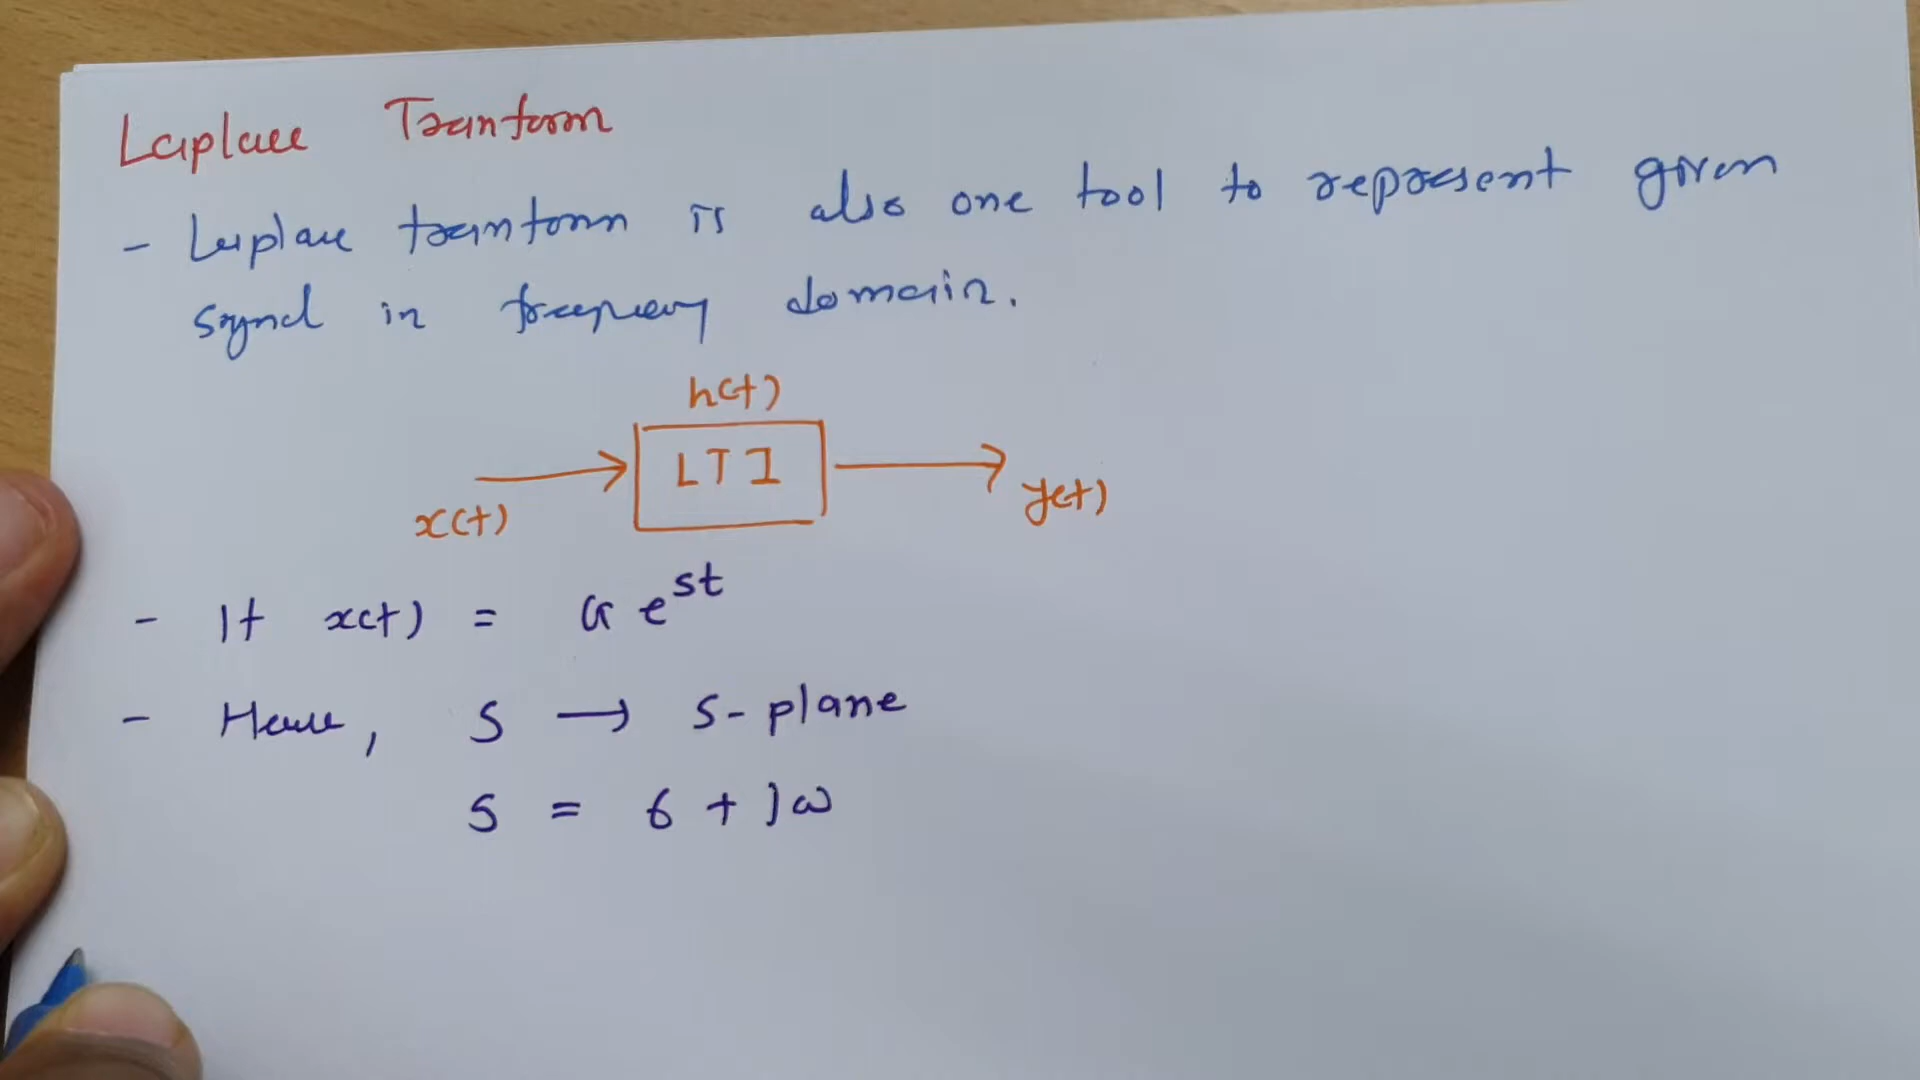 Laplace Transform
- Laplace transform is also one tool to represent given
signal in frequency domain.
h(t)
LTI
x(t)
y(t)
- If x(t) = G e^st
- Hence, S → S-plane
S = σ + jω